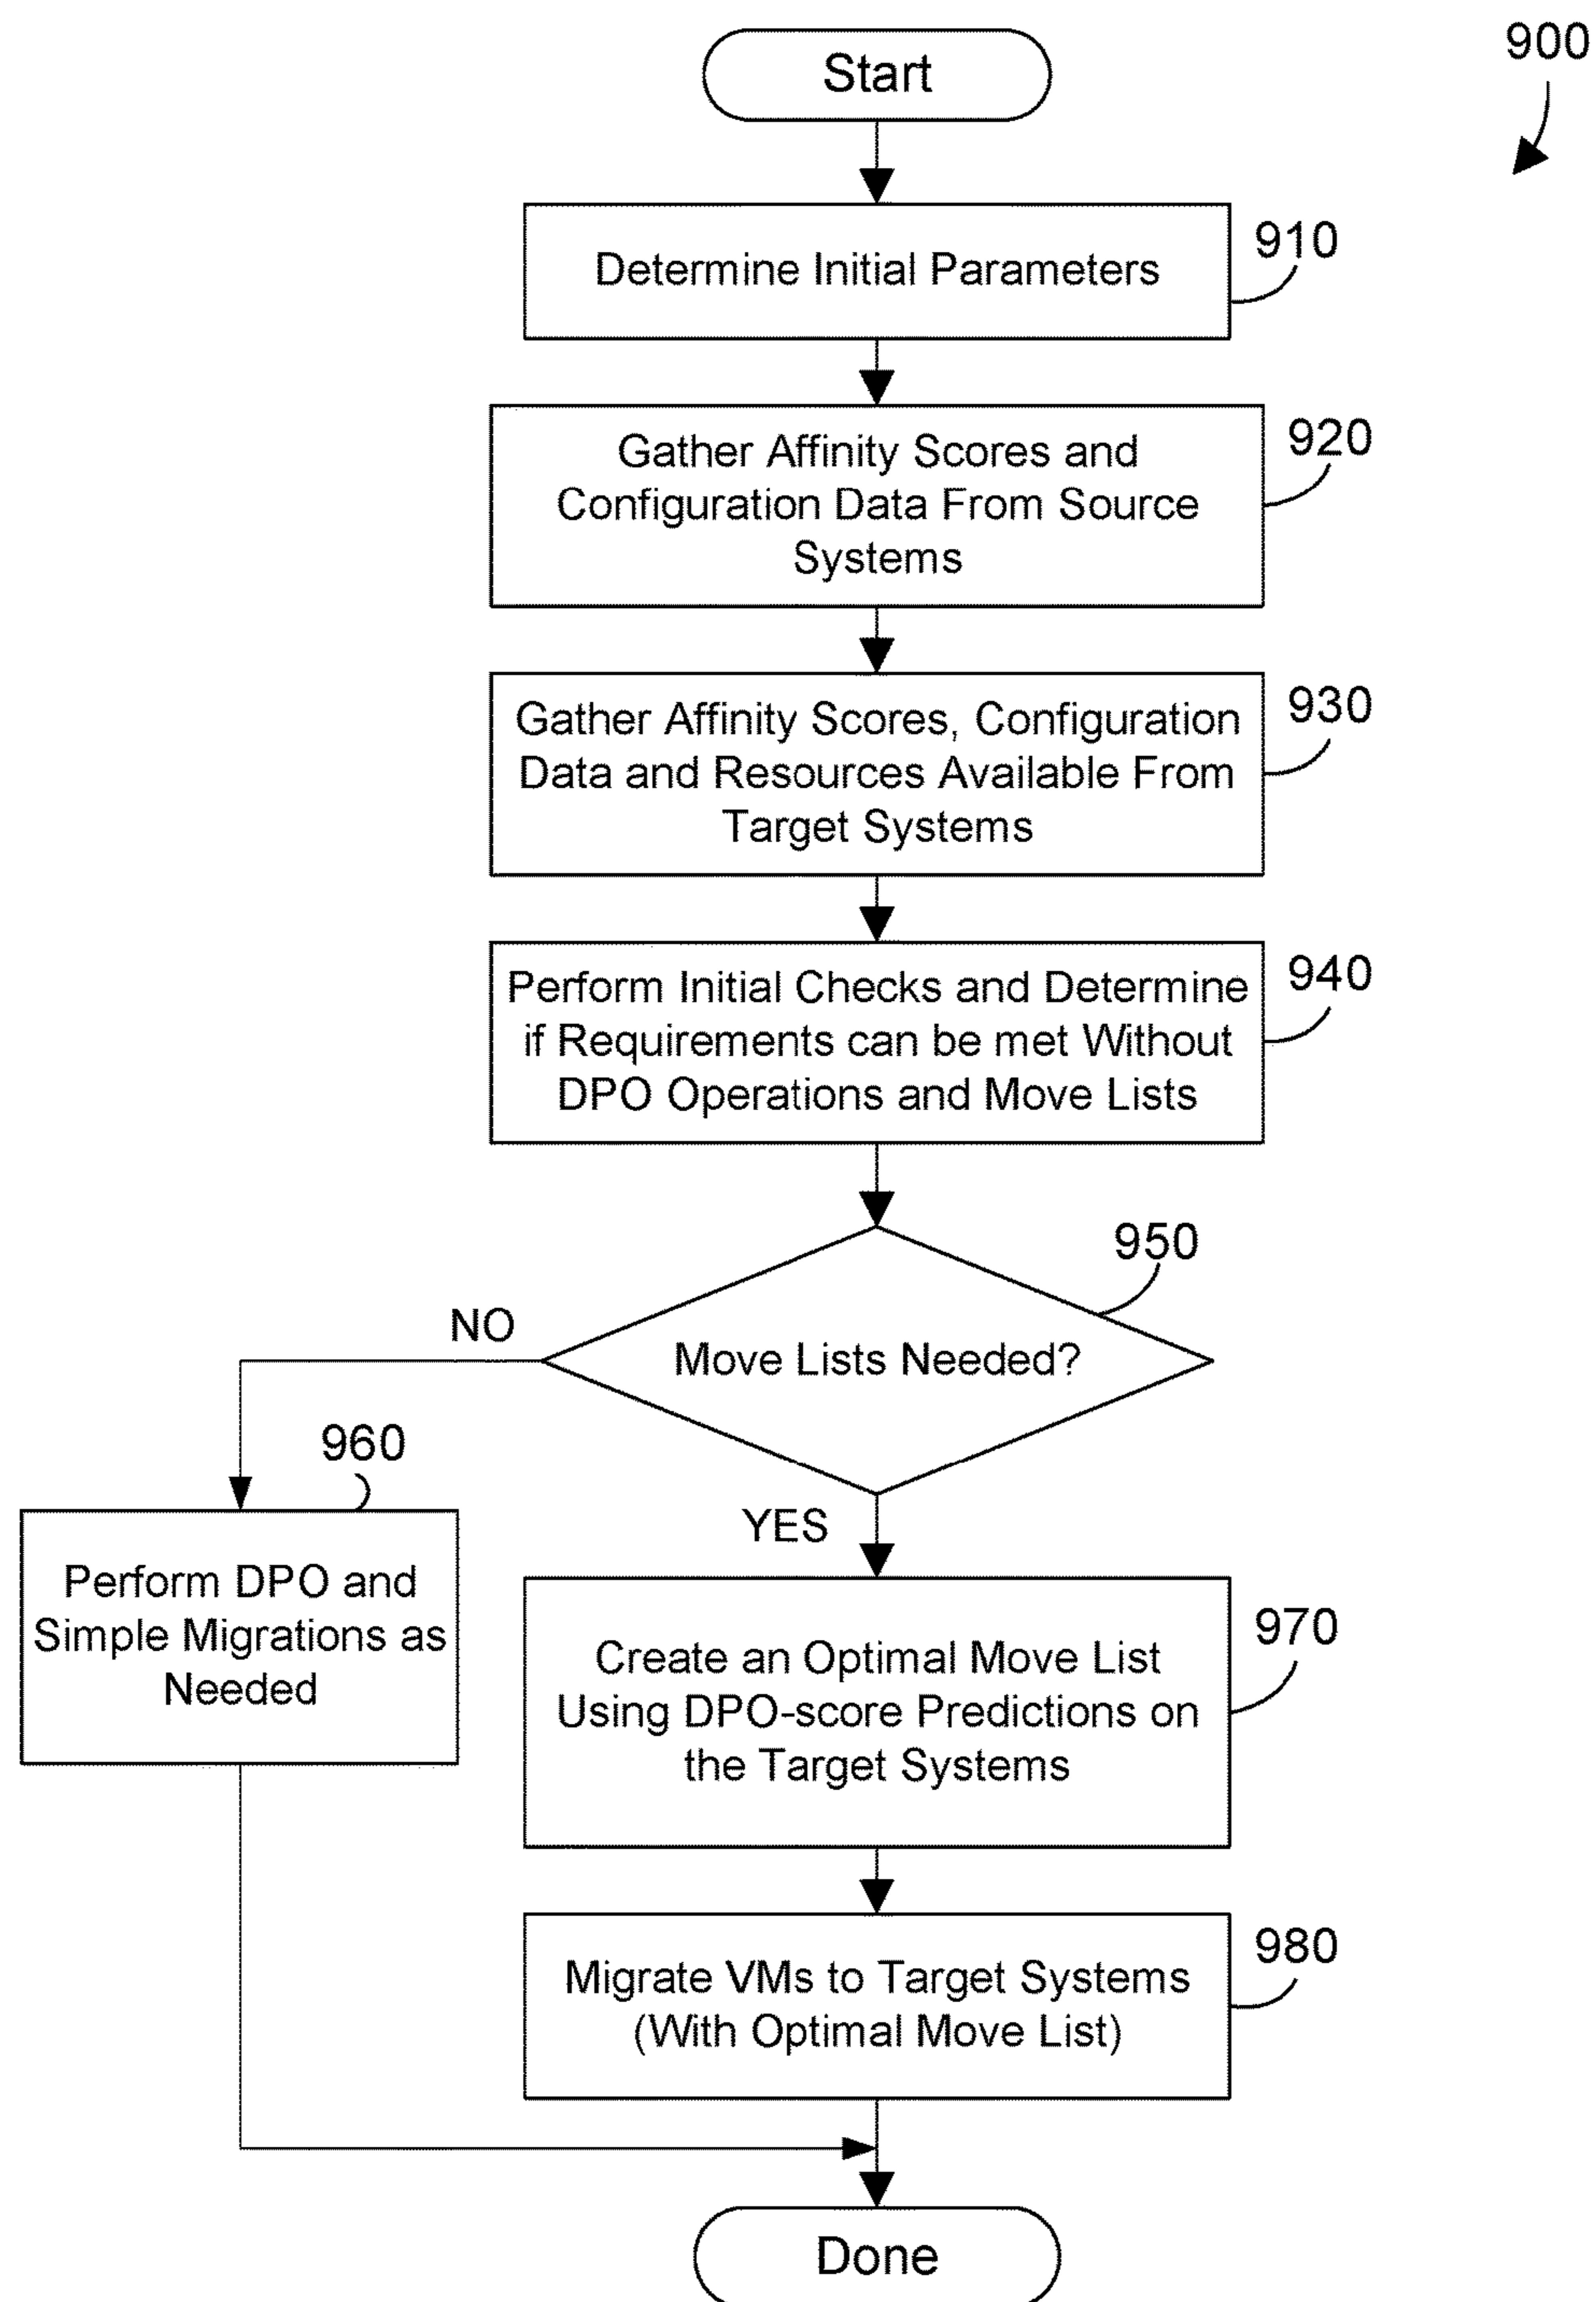 900
Start
Determine Initial Parameters
910
Gather Affinity Scores and
Configuration Data From Source
Systems
920
Gather Affinity Scores, Configuration
Data and Resources Available From
Target Systems
930
Perform Initial Checks and Determine
if Requirements can be met Without
DPO Operations and Move Lists
940
950
Move Lists Needed?
NO
YES
960
Perform DPO and
Simple Migrations as
Needed
Create an Optimal Move List
Using DPO-score Predictions on
the Target Systems
970
Migrate VMs to Target Systems
(With Optimal Move List)
980
Done